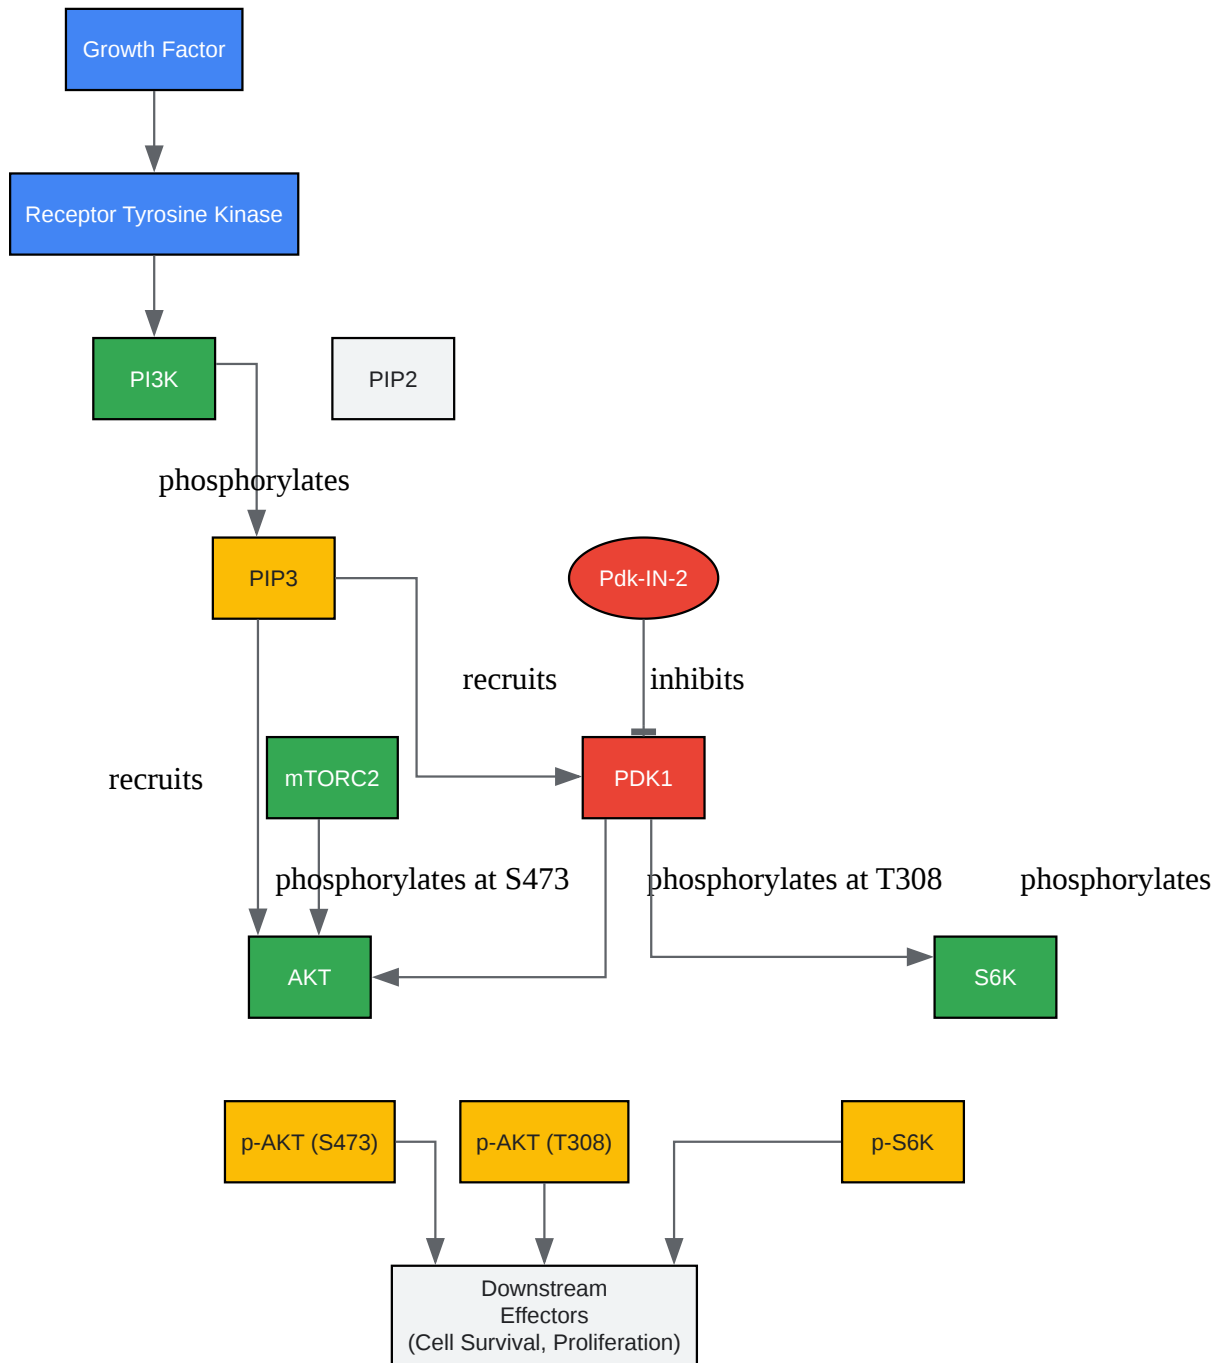 Growth Factor
Receptor Tyrosine Kinase
PI3K
PIP2
phosphorylates
PIP3
Pdk-IN-2
recruits
inhibits
recruits
mTORC2
PDK1
phosphorylates at S473
phosphorylates at T308
phosphorylates
AKT
S6K
p-AKT (S473)
p-AKT (T308)
p-S6K
Downstream
Effectors
(Cell Survival, Proliferation)